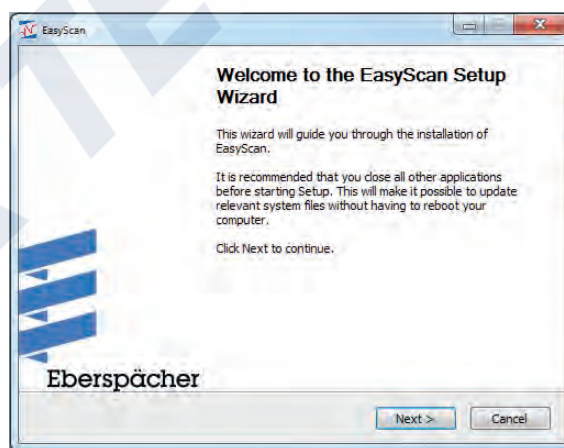 EasyScan
Welcome to the EasyScan Setup
Wizard
This wizard will guide you through the installation of
EasyScan.
It is recommended that you close all other applications
before starting Setup. This will make it possible to update
relevant system files without having to reboot your
computer.
Click Next to continue.
Eberspächer
Next >
Cancel